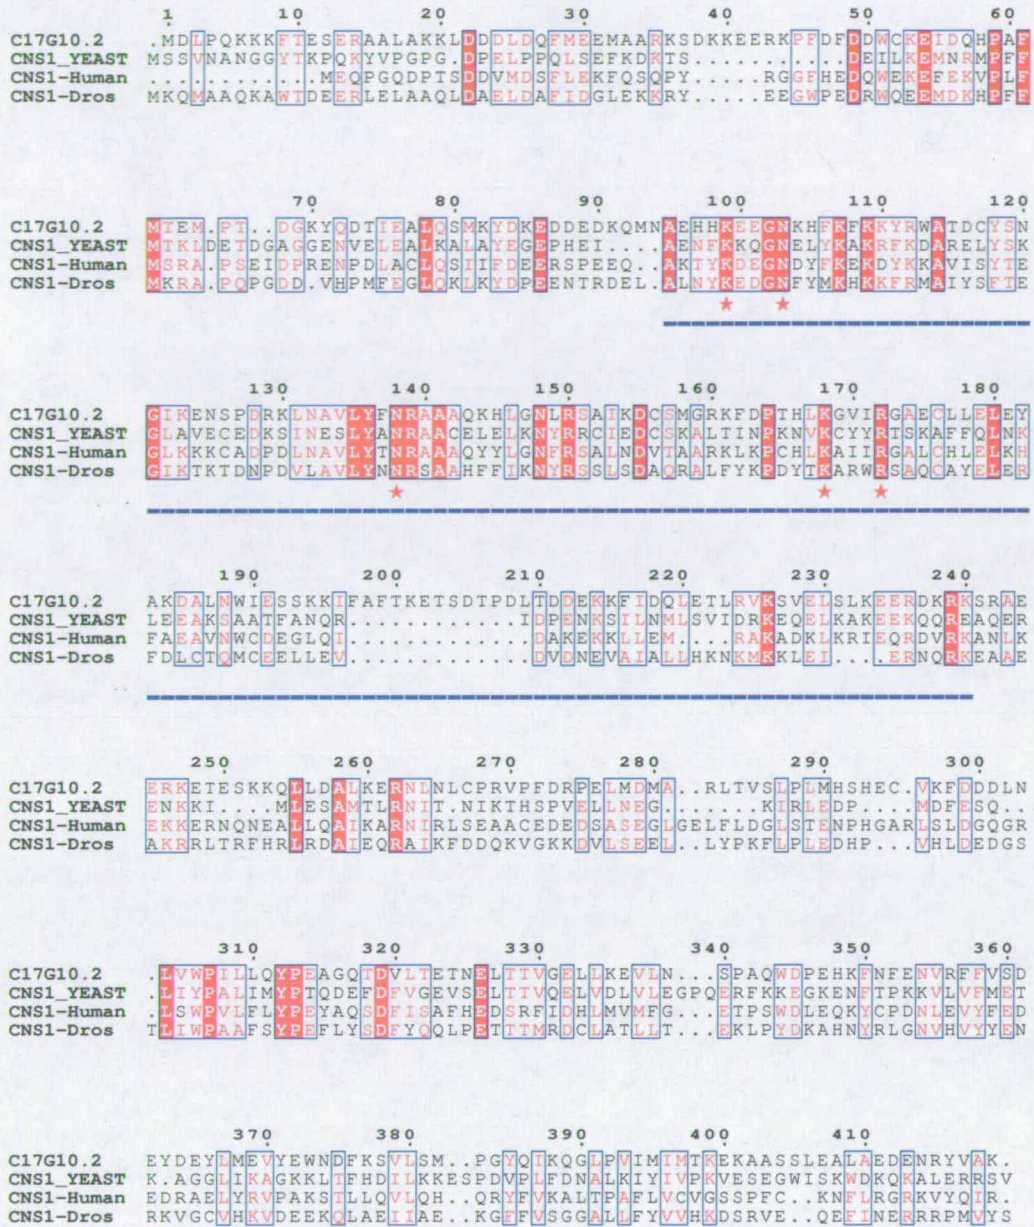 1 10 20 30 40 50 60
C17G10.2 .MDLPQKKKFTESERAALAKKLDDDLDQFMEEMAARKSDKKEERKPFDFDDWCKEIDQHPAF
CNS1_YEAST MSSVNANGGYTKPQKYVPGPG.DPELPPQLSEFKDKTS........DEILKEMNRMPFF
CNS1-Human ............MEQPGQDPTSDDVMDSFLEKFQSQPY.....RGGFHEDQWEKEFEKVPLF
CNS1-Dros MKQMAAQKAWTDEERLELAAQLDAELDAFIDGLEKKRY.....EEGWPEDRWQEEMDKHPFF
70 80 90 100 110 120
C17G10.2 MTEM.PT..DDGKYQDTIEALQSMKYDKEDDEDKQMNAEHHKEEGNKHFKFKKYRWATDCYSN
CNS1_YEAST MTKLDETDGAGGENVELEALKALAYEGEPHEI....AENFKKQGNELYKAKRFKDARELYSK
CNS1-Human MSRA.PSEIDPRENPDLACLQSIIFDEERSPEEQ..AKTYKDEGNDYFKEKDYKKAVISYTE
CNS1-Dros MKRA.PQPGDD.VHPMFEGLQKLKYDPEENTRDEL.ALNYKEDGNFYMKHKKFRMAIYSFTE
130 140 150 160 170 180
C17G10.2 GIKENSPDRKLNAVLYFNRAAAQKHLGNLRSAIKDCSMGRKFDPTHLKGVIRGAECLLELEY
CNS1_YEAST GLAVECEDKSINESLYANRAACELELKNYRRCIEDCSKALTINPKNVKCYYRTSKAFFQLNK
CNS1-Human GLKKKCADPDLNAVLYTNRAAAQYYLGNFRSALNDVTAARKLKPCHLKAIIRGALCHLELKH
CNS1-Dros GIKTKTDNPDVLAVLYNNRSAAHFFIKNYRSSLSDAQRALFYKPDYTKARWRSAQCAYELER
190 200 210 220 230 240
C17G10.2 AKDALNWIESSKKIFAFTKETSDTPDLTDDEKKFIDQLETLRVKSVELSLKEERDKRKSRAE
CNS1_YEAST LEEAKSAATFANQR............IDPENKSILNMLSVIDRKEQELKAKEEKQQREAQER
CNS1-Human FAEAVNWCDEGLQI............DAKEKKLLEM...RAKADKLKRIEQRDVRKANLK
CNS1-Dros FDLCTQMCEELLEV............DVDNEVAIALLHKNKMKKLEI...ERNQRKEAAE
250 260 270 280 290 300
C17G10.2 ERKETESKKQLLDALKERNLNLCPRVPFDRPELMDMA..RLTVSLPLMHSHEC.VKFDDDLN
CNS1_YEAST ENKKI....MLESAMTLRNIT.NIKTHSPVELLNEG.......KIRLEDP...MDFESQ..
CNS1-Human EKKERNQNEALLQAIKARNIRLSEAACEDEDSASEGLGELFLDGLSTENPHGARLSLDGQGR
CNS1-Dros AKRRLTRFHRLRDAIEQRAIKFDDQKVGKKDVLSEEL..LYPKFLPLEDHP...VHLDEDGS
310 320 330 340 350 360
C17G10.2 .LVWPILLQYPEAGQTDVLTETNELTTVGELLKEVLN...SPAQWDPEHKFNFENVRFFVSD
CNS1_YEAST .LIYPALIMYPTQDEFDFVGEVSELTTVQELVDLVLEGPQERFKKEGKENFTPKKVLVFMET
CNS1-Human .LSWPVLFLYPEYAQSDFISAFHEDSRFIDHLMVMFG...ETPSWDLEQKYCPDNLEVYFED
CNS1-Dros TLIWPAAFSYPEFLYSDFYQQLPETTTMRDCLATLLT...EKLPYDKAHNYRLGNVHVYYEN
370 380 390 400 410
C17G10.2 EYDEYLMEVYEWNDFKSVLSM..PGYQIKQGLPVIMIMTKEKAASSLEALAEDENRYVAK.
CNS1_YEAST K.AGGLIKAGKKLTFHDILKKESPDVPLFDNALKIYIVPKVESEGWISKWDKQKALERRSV
CNS1-Human EDRAELYRVPAKSTLLQVLQH..QRYFVKALTPAFLVCVGSSPFC..KNFLRGRKVYQIR.
CNS1-Dros RKVGCVHKVDEEKQLAEIIAE..KGFFVSGGALLFYVVHKDSRVE..QEFINERRRPMVYS